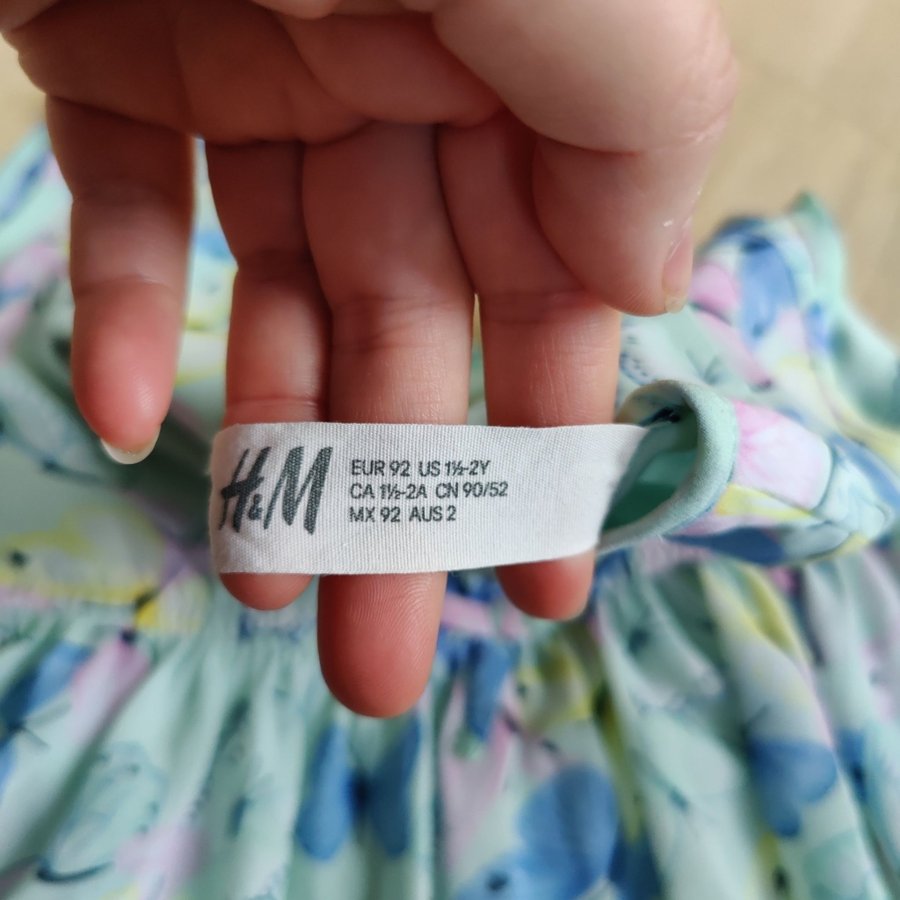 H&M
EUR 92 US 1½-2Y
CA 1½-2A CN 90/52
MX 92 AUS 2